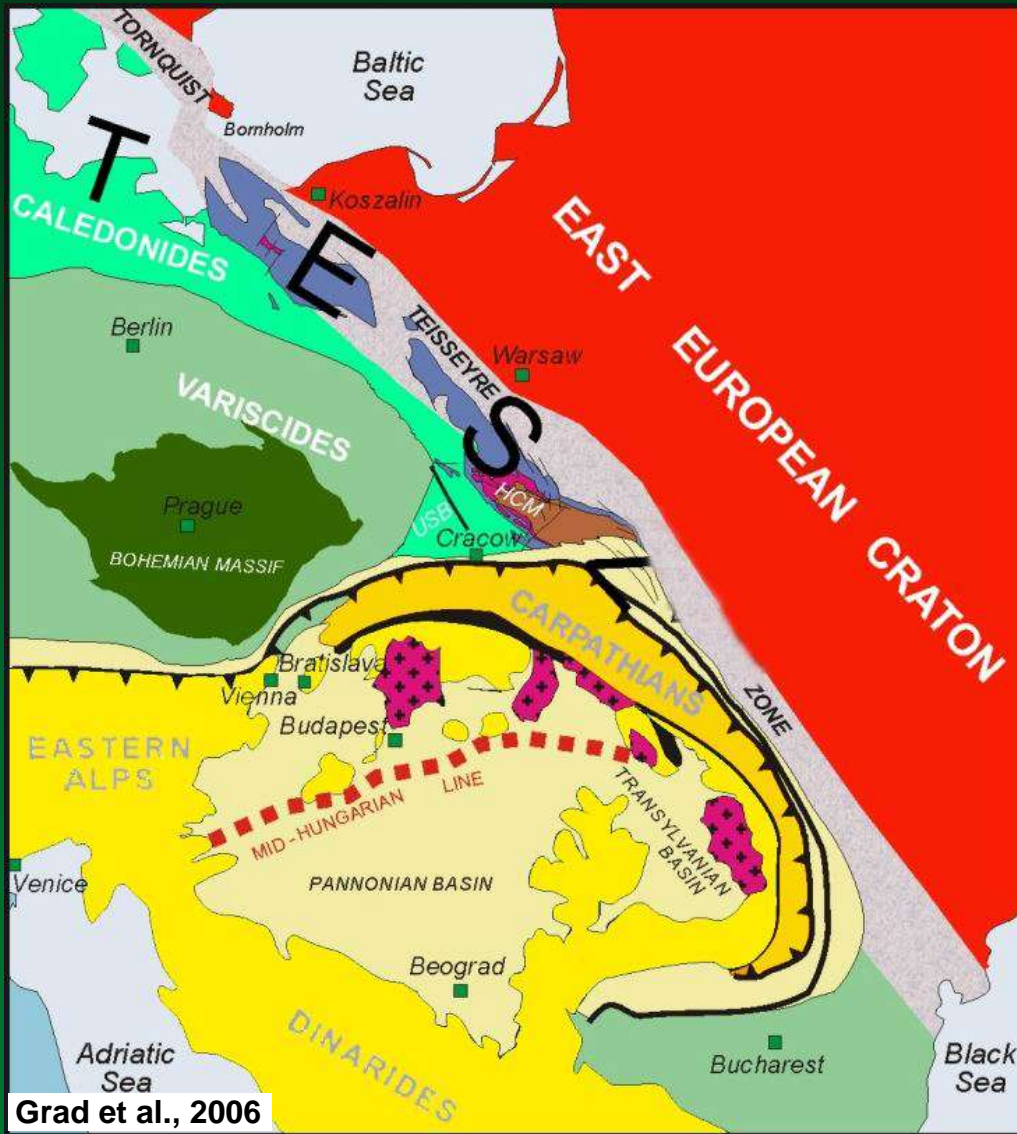 TORNQUIST
Baltic
Sea
Bornholm
T
Koszalin
CALEDONIDES
E
EAST EUROPEAN CRATON
Berlin
TEISSEYRE
Warsaw
VARISCIDES
S
HCM
Prague
USB
Cracow
BOHEMIAN MASSIF
Z
CARPATHIANS
Bratislava
Vienna
ZONE
Budapest
EASTERN
ALPS
MID - HUNGARIAN LINE
TRANSYLVANIAN
BASIN
Venice
PANNONIAN BASIN
Beograd
DINARIDES
Adriatic
Sea
Bucharest
Black
Sea
Grad et al., 2006